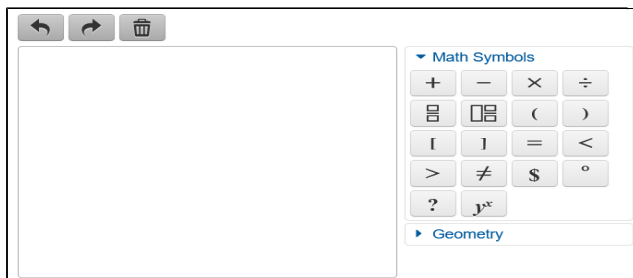 Math Symbols
+ − × ÷
( )
[ ] = <
> ≠ $ °
? yˣ
Geometry